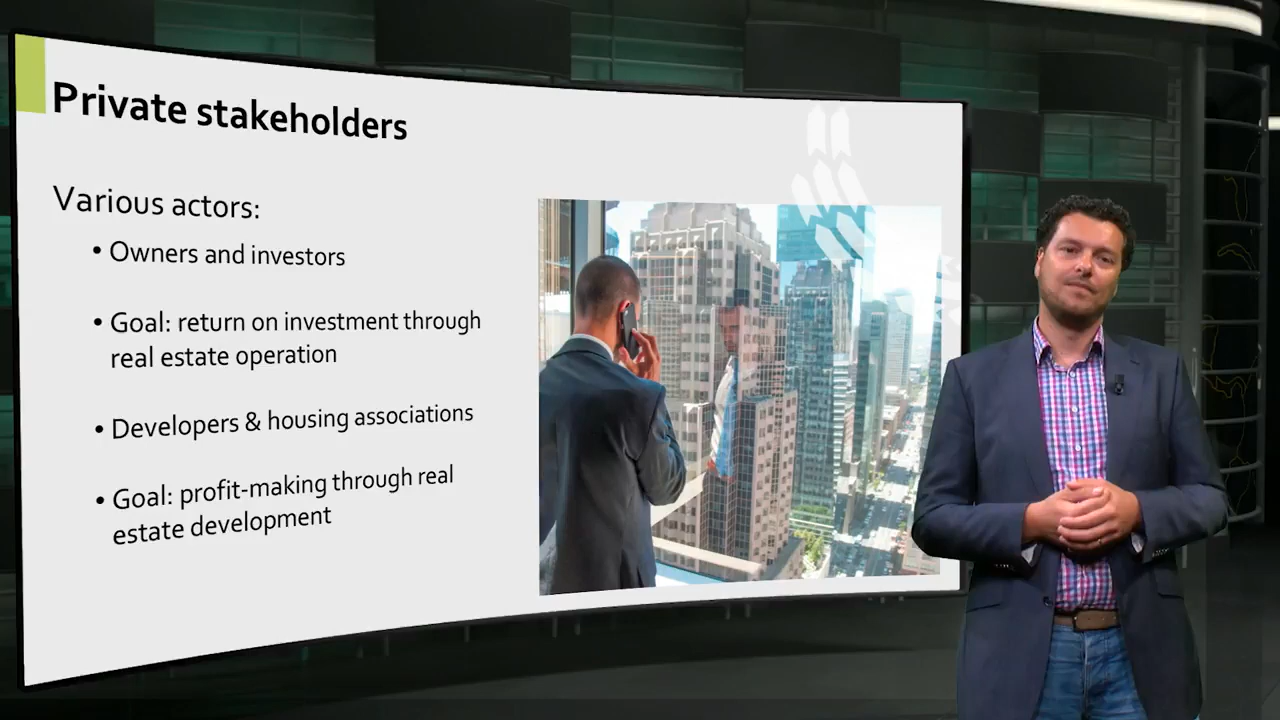 Private stakeholders
Various actors:
• Owners and investors
• Goal: return on investment through
real estate operation
• Developers & housing associations
• Goal: profit-making through real
estate development